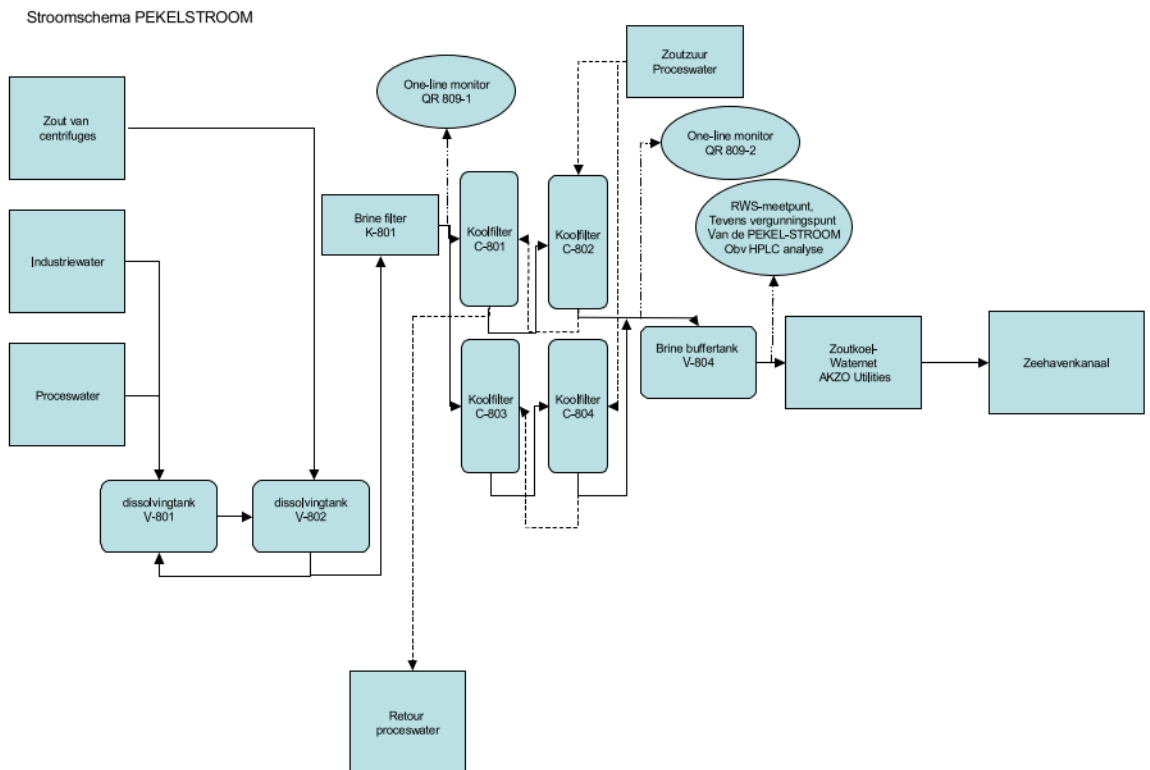 Stroomschema PEKELSTROOM
Zoutzuur
Proceswater
One-line monitor
QR 809-1
Zout van
centrifuges
One-line monitor
QR 809-2
RWS-meetpunt,
Tevens vergunningspunt
Van de PEKEL-STROOM
Obv HPLC analyse
Brine filter
K-801
Koolfilter
C-801
Koolfilter
C-802
Industriewater
Brine buffertank
V-804
Zoutkoel-
Waternet
AKZO Utilities
Zeehavenkanaal
Proceswater
Koolfilter
C-803
Koolfilter
C-804
dissolvingtank
V-801
dissolvingtank
V-802
Retour
proceswater